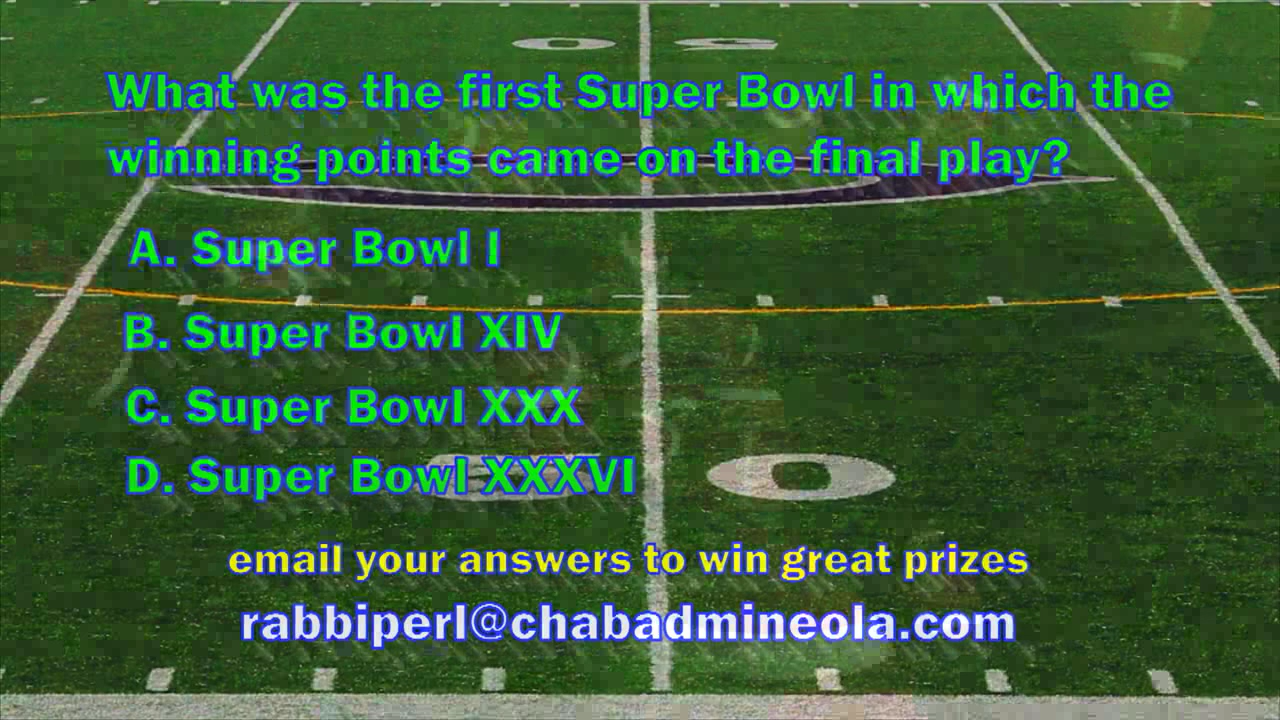 What was the first Super Bowl in which the
winning points came on the final play?
A. Super Bowl I
B. Super Bowl XIV
C. Super Bowl XXX
D. Super Bowl XXXVI
email your answers to win great prizes
rabbiperl@chabadmineola.com